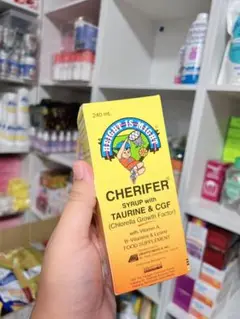 240 mL
HEIGHT IS MIGHT
CHERIFER
SYRUP with
TAURINE & CGF
(Chlorella Growth Factor)
with Vitamin A,
B-Vitamins & Lysine
FOOD SUPPLEMENT